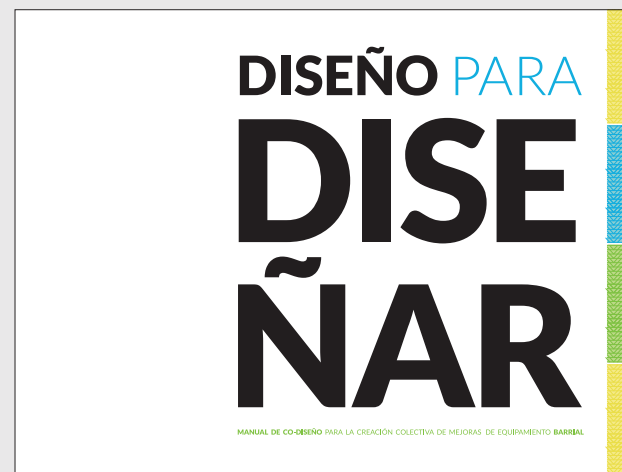 DISEÑO PARA
DISE
ÑAR
MANUAL DE CO-DISEÑO PARA LA CREACIÓN COLECTIVA DE MEJORAS DE EQUIPAMIENTO BARRIAL